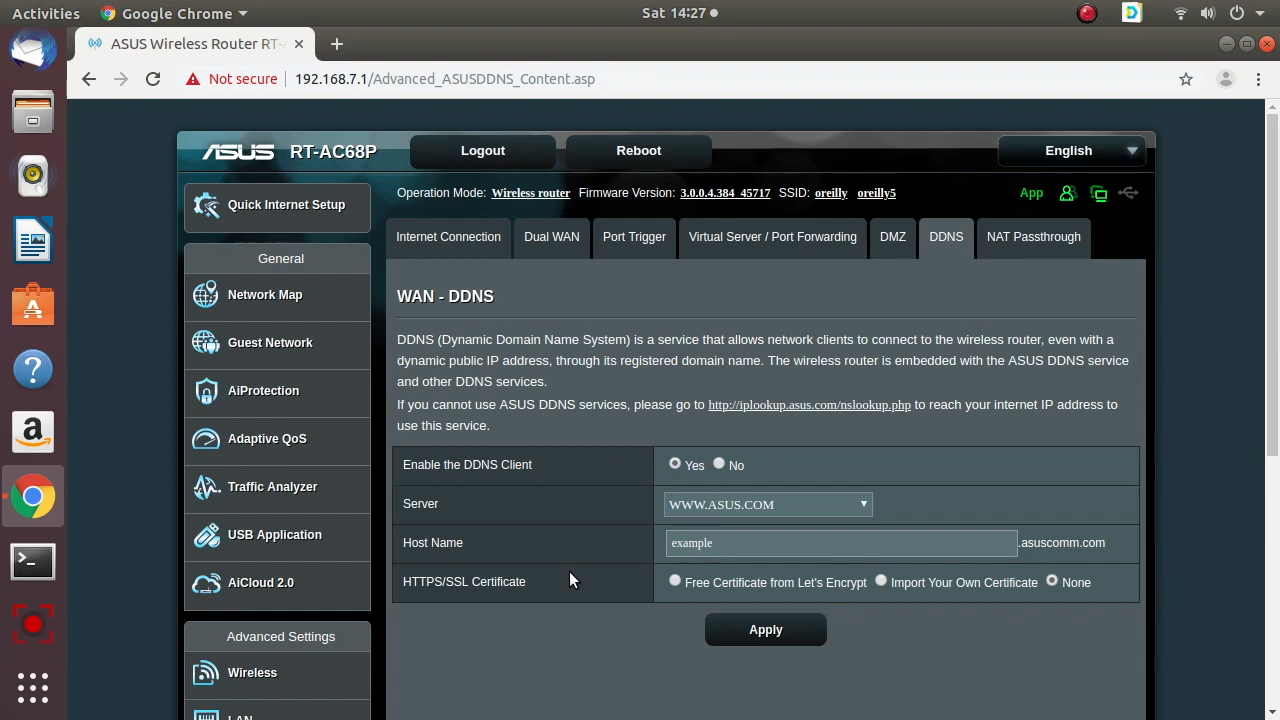 Activities
Google Chrome
Sat 14:27
ASUS Wireless Router RT-
Not secure
192.168.7.1/Advanced_ASUSDDNS_Content.asp
ASUS RT-AC68P
Logout
Reboot
English
Quick Internet Setup
General
Network Map
Guest Network
AiProtection
Adaptive QoS
Traffic Analyzer
USB Application
AiCloud 2.0
Advanced Settings
Wireless
LAN
Operation Mode: Wireless router Firmware Version: 3.0.0.4.384_45717 SSID: oreilly oreilly5
App
Internet Connection
Dual WAN
Port Trigger
Virtual Server / Port Forwarding
DMZ
DDNS
NAT Passthrough
WAN - DDNS
DDNS (Dynamic Domain Name System) is a service that allows network clients to connect to the wireless router, even with a
dynamic public IP address, through its registered domain name. The wireless router is embedded with the ASUS DDNS service
and other DDNS services.
If you cannot use ASUS DDNS services, please go to http://iplookup.asus.com/nslookup.php to reach your internet IP address to
use this service.
Enable the DDNS Client Yes No
Server WWW.ASUS.COM
Host Name example .asuscomm.com
HTTPS/SSL Certificate Free Certificate from Let's Encrypt Import Your Own Certificate None
Apply